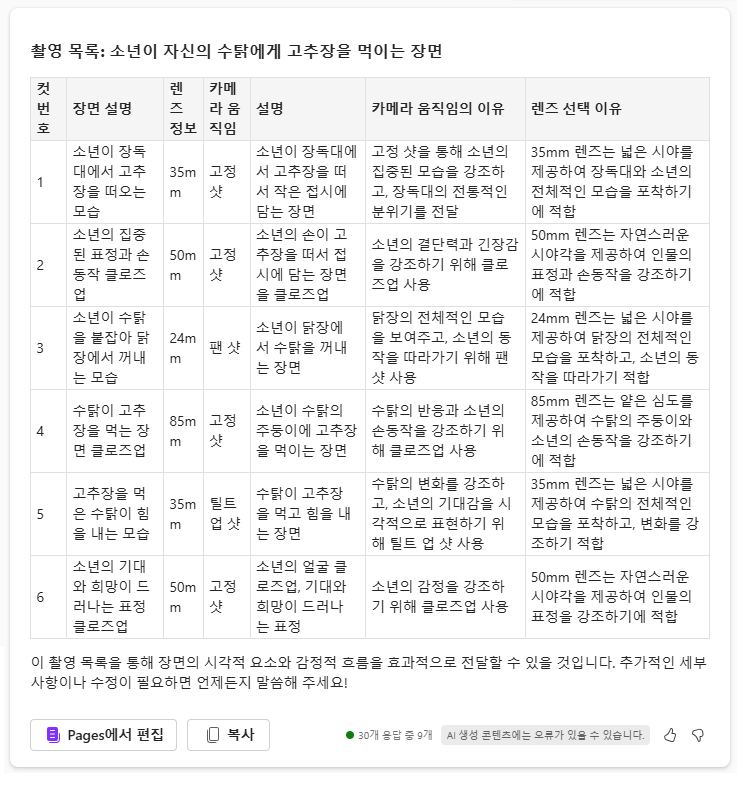 촬영 목록: 소년이 자신의 수탉에게 고추장을 먹이는 장면
컷 번호 | 장면 설명 | 렌즈 정보 | 카메라 움직임 | 설명 | 카메라 움직임의 이유 | 렌즈 선택 이유
1 | 소년이 장독대에서 고추장을 떠오는 모습 | 35mm | 고정 샷 | 소년이 장독대에서 고추장을 떠서 작은 접시에 담는 장면 | 고정 샷을 통해 소년의 집중된 모습을 강조하고, 장독대의 전통적인 분위기를 전달 | 35mm 렌즈는 넓은 시야를 제공하여 장독대와 소년의 전체적인 모습을 포착하기에 적합
2 | 소년의 집중된 표정과 손동작 클로즈업 | 50mm | 고정 샷 | 소년의 손이 고추장을 떠서 접시에 담는 장면을 클로즈업 | 소년의 결단력과 긴장감을 강조하기 위해 클로즈업 사용 | 50mm 렌즈는 자연스러운 시야각을 제공하여 인물의 표정과 손동작을 강조하기에 적합
3 | 소년이 수탉을 붙잡아 닭장에서 꺼내는 모습 | 24mm | 팬 샷 | 소년이 닭장에서 수탉을 꺼내는 장면 | 닭장의 전체적인 모습을 보여주고, 소년의 동작을 따라가기 위해 팬 샷 사용 | 24mm 렌즈는 넓은 시야를 제공하여 닭장의 전체적인 모습을 포착하고, 소년의 동작을 따라가기 적합
4 | 수탉이 고추장을 먹는 장면 클로즈업 | 85mm | 고정 샷 | 소년이 수탉의 주둥이에 고추장을 먹이는 장면 | 수탉의 반응과 소년의 손동작을 강조하기 위해 클로즈업 사용 | 85mm 렌즈는 얕은 심도를 제공하여 수탉의 주둥이와 소년의 손동작을 강조하기에 적합
5 | 고추장을 먹은 수탉이 힘을 내는 모습 | 35mm | 틸트 업 샷 | 수탉이 고추장을 먹고 힘을 내는 장면 | 수탉의 변화를 강조하고, 소년의 기대감을 시각적으로 표현하기 위해 틸트 업 샷 사용 | 35mm 렌즈는 넓은 시야를 제공하여 수탉의 전체적인 모습을 포착하고, 변화를 강조하기 적합
6 | 소년의 기대와 희망이 드러나는 표정 클로즈업 | 50mm | 고정 샷 | 소년의 얼굴 클로즈업, 기대와 희망이 드러나는 표정 | 소년의 감정을 강조하기 위해 클로즈업 사용 | 50mm 렌즈는 자연스러운 시야각을 제공하여 인물의 표정을 강조하기에 적합
이 촬영 목록을 통해 장면의 시각적 요소와 감정적 흐름을 효과적으로 전달할 수 있을 것입니다. 추가적인 세부
사항이나 수정이 필요하면 언제든지 말씀해 주세요!
Pages에서 편집
복사
30개 응답 중 9개
AI 생성 콘텐츠에는 오류가 있을 수 있습니다.